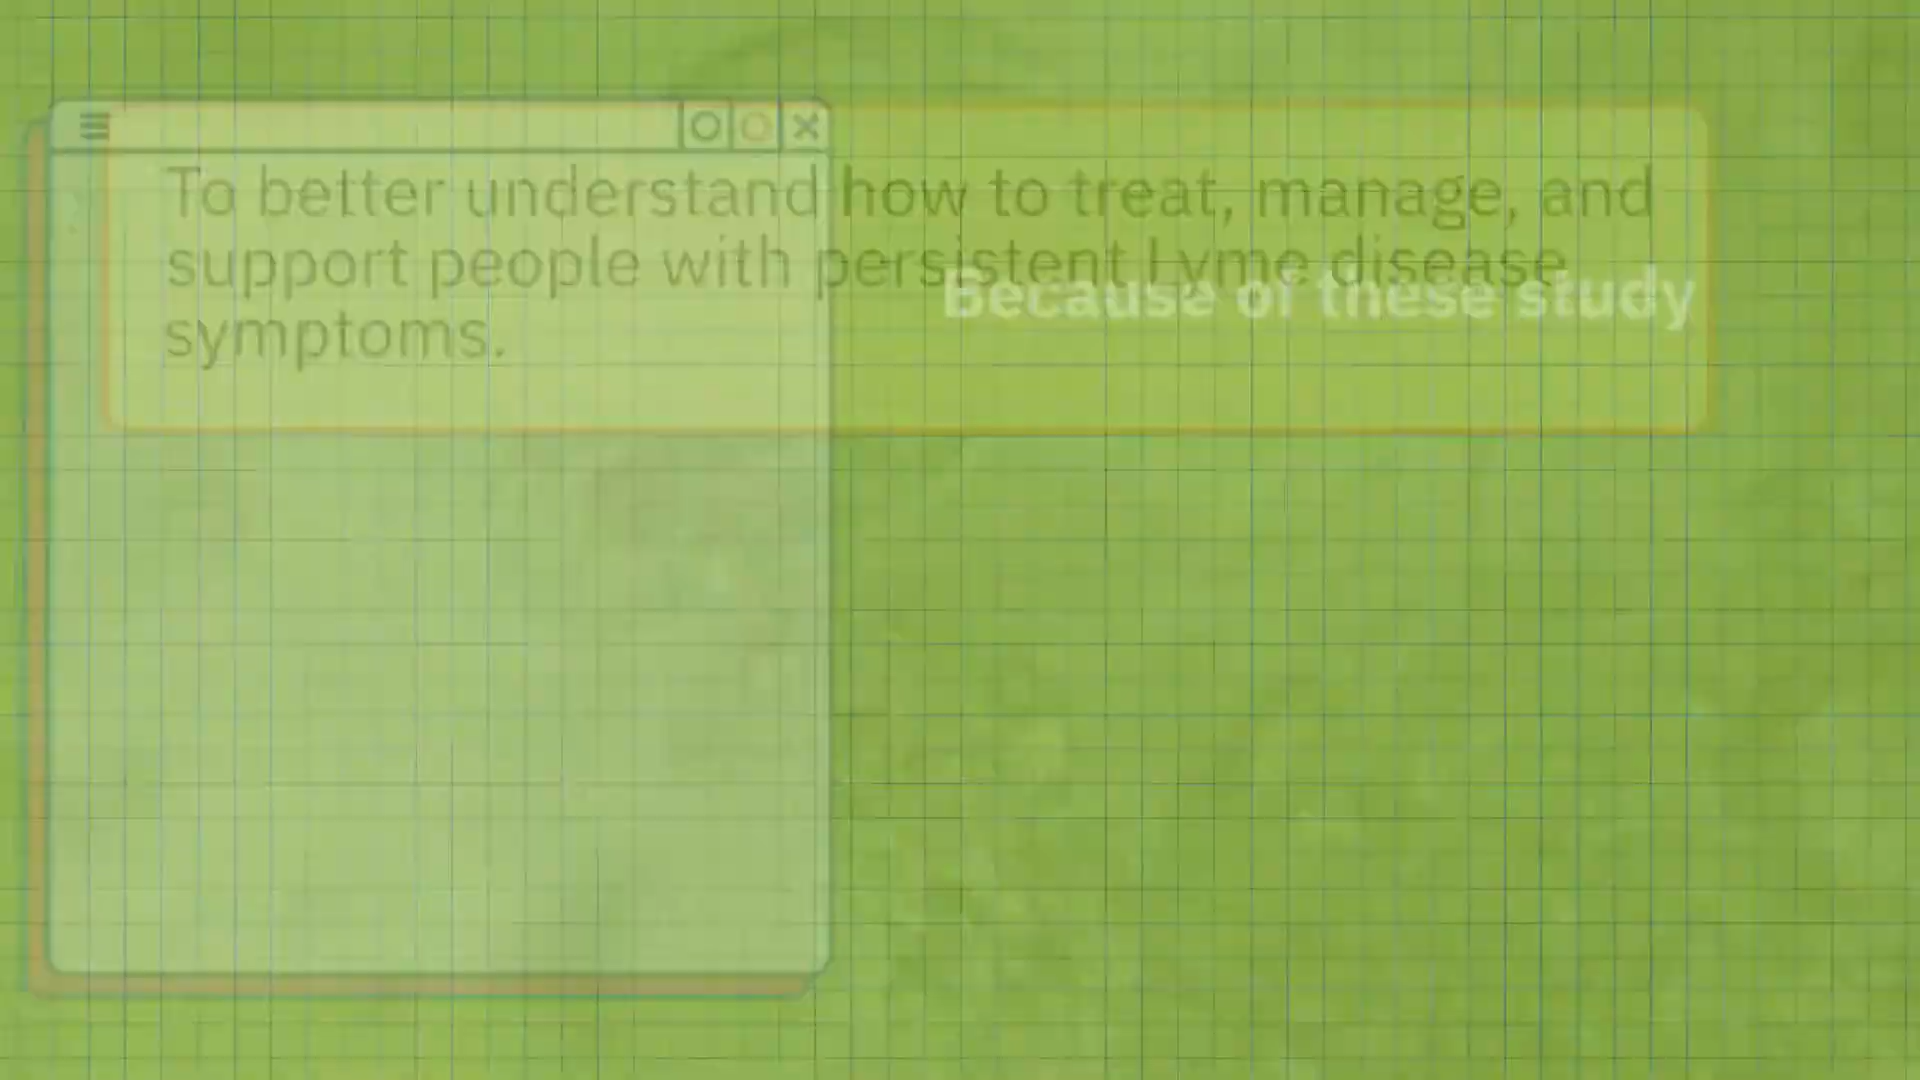 To better understand how to treat, manage, and
support people with persistent Lyme disease
symptoms.
Because of these study